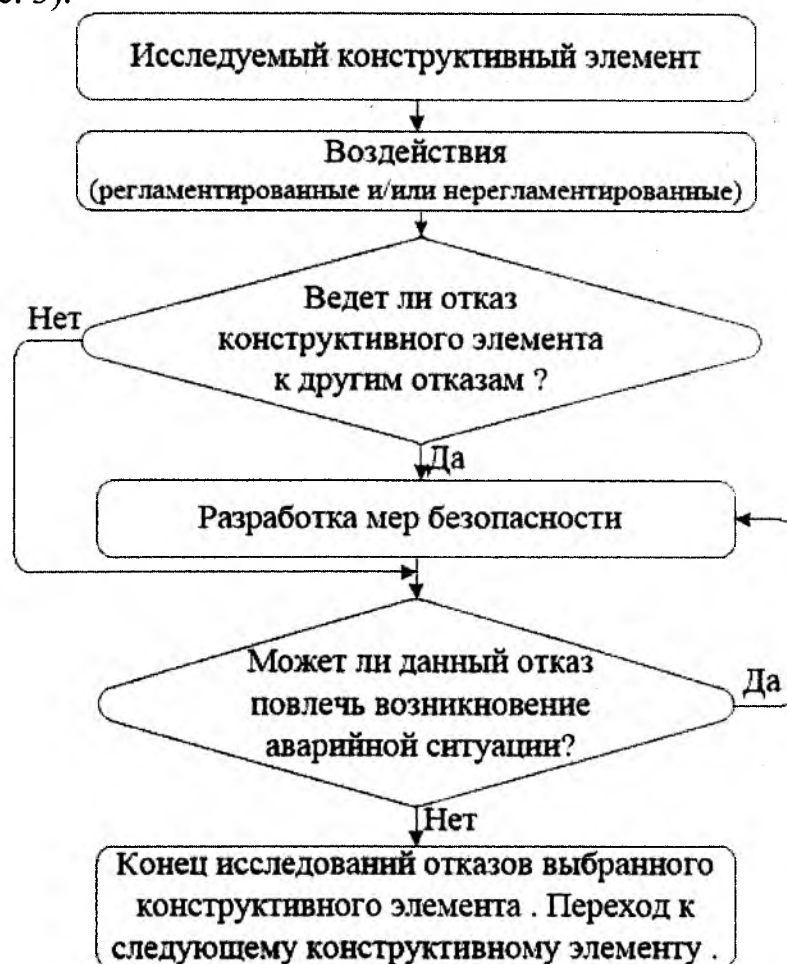 Исследуемый конструктивный элемент
Воздействия
(регламентированные и/или нерегламентированные)
Ведет ли отказ
конструктивного элемента
к другим отказам ?
Нет
Да
Разработка мер безопасности
Может ли данный отказ
повлечь возникновение
аварийной ситуации?
Да
Нет
Конец исследований отказов выбранного
конструктивного элемента . Переход к
следующему конструктивному элементу .